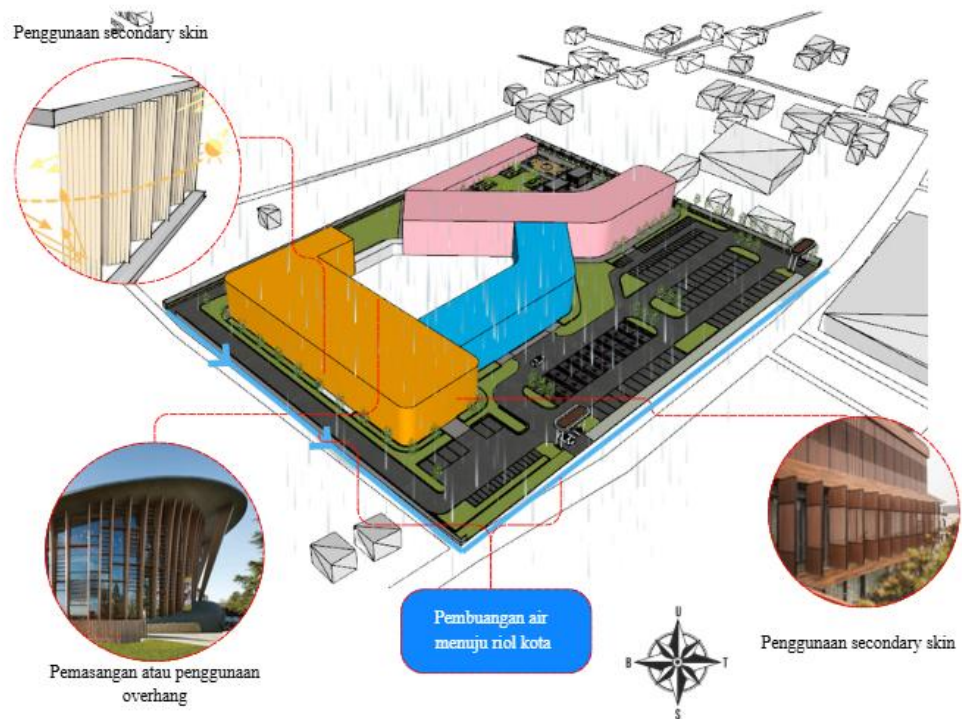 Penggunaan secondary skin
Pembuangan air
menuju riol kota
Pemasangan atau penggunaan
overhang
Penggunaan secondary skin
U
B
T
S